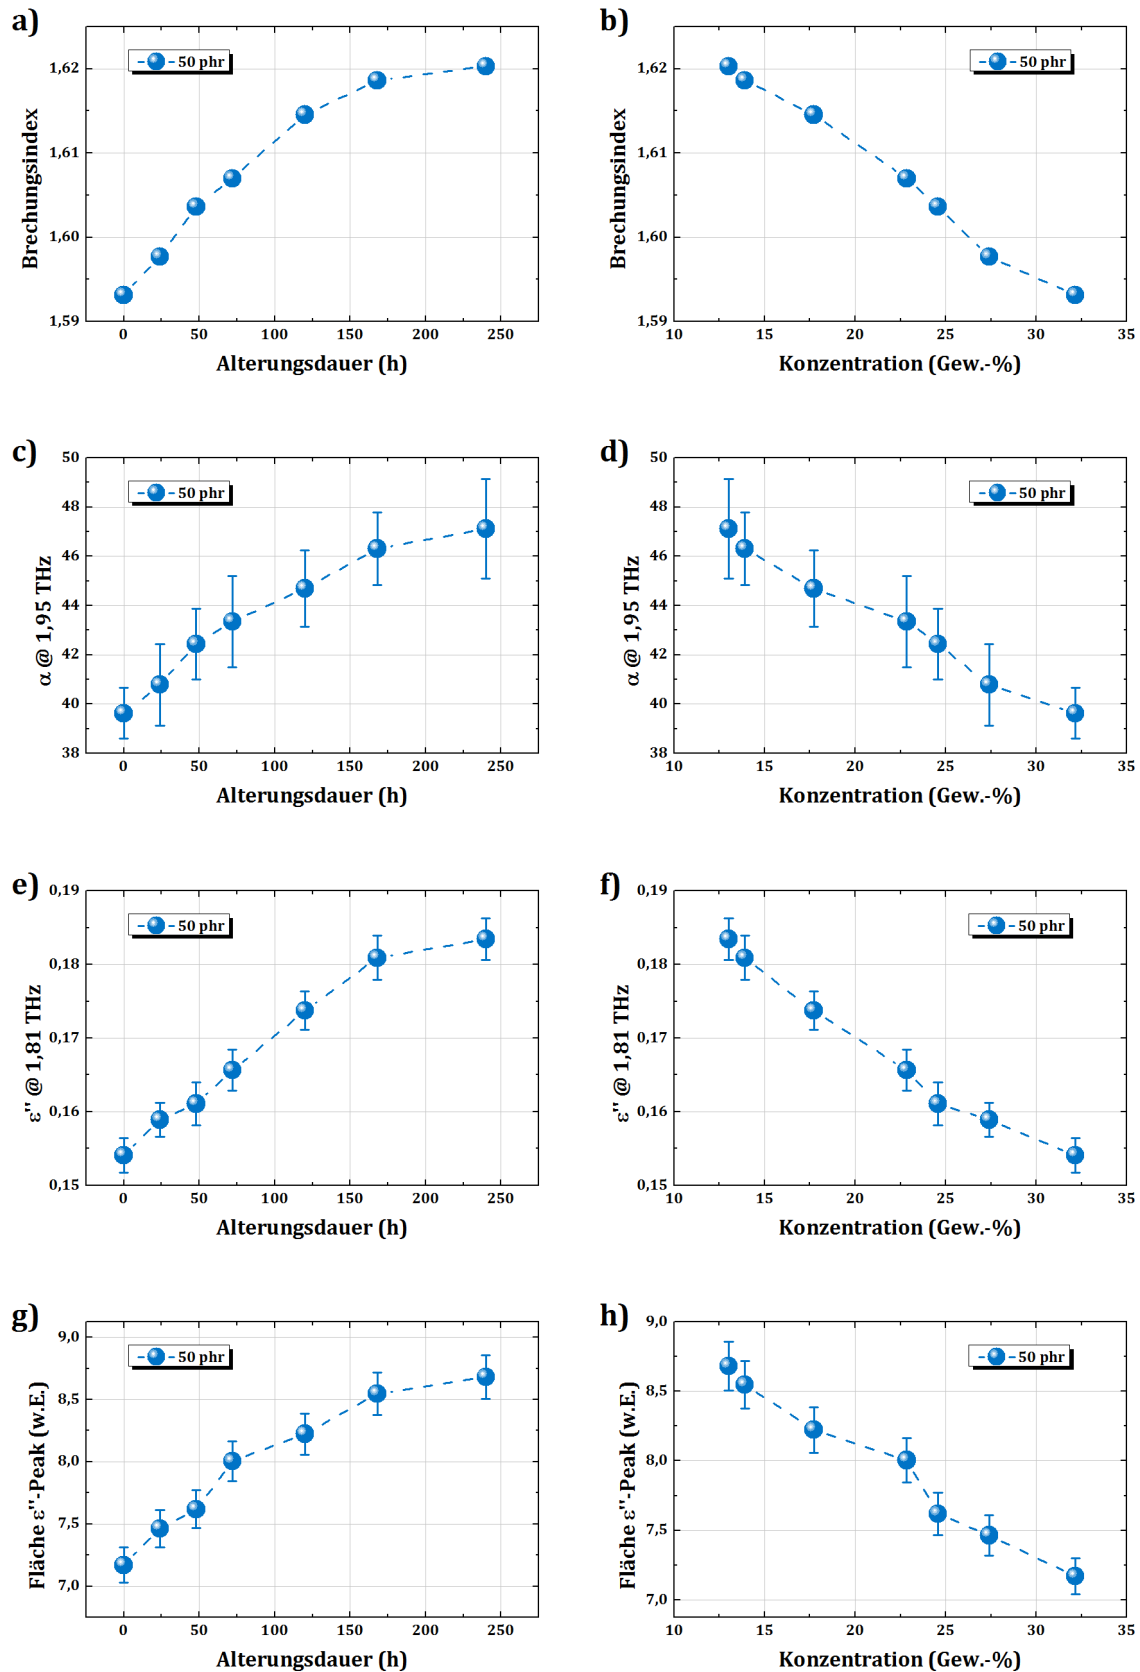 a)
50 phr
1,62
1,61
1,60
1,59
Brechungsindex
0 50 100 150 200 250
Alterungsdauer (h)
b)
50 phr
1,62
1,61
1,60
1,59
Brechungsindex
10 15 20 25 30 35
Konzentration (Gew.-%)
c)
50 phr
50
48
46
44
42
40
38
α @ 1,95 THz
0 50 100 150 200 250
Alterungsdauer (h)
d)
50 phr
50
48
46
44
42
40
38
α @ 1,95 THz
10 15 20 25 30 35
Konzentration (Gew.-%)
e)
50 phr
0,19
0,18
0,17
0,16
0,15
ε'' @ 1,81 THz
0 50 100 150 200 250
Alterungsdauer (h)
f)
50 phr
0,19
0,18
0,17
0,16
0,15
ε'' @ 1,81 THz
10 15 20 25 30 35
Konzentration (Gew.-%)
g)
50 phr
9,0
8,5
8,0
7,5
7,0
Fläche ε''-Peak (w.E.)
0 50 100 150 200 250
Alterungsdauer (h)
h)
50 phr
9,0
8,5
8,0
7,5
7,0
Fläche ε''-Peak (w.E.)
10 15 20 25 30 35
Konzentration (Gew.-%)